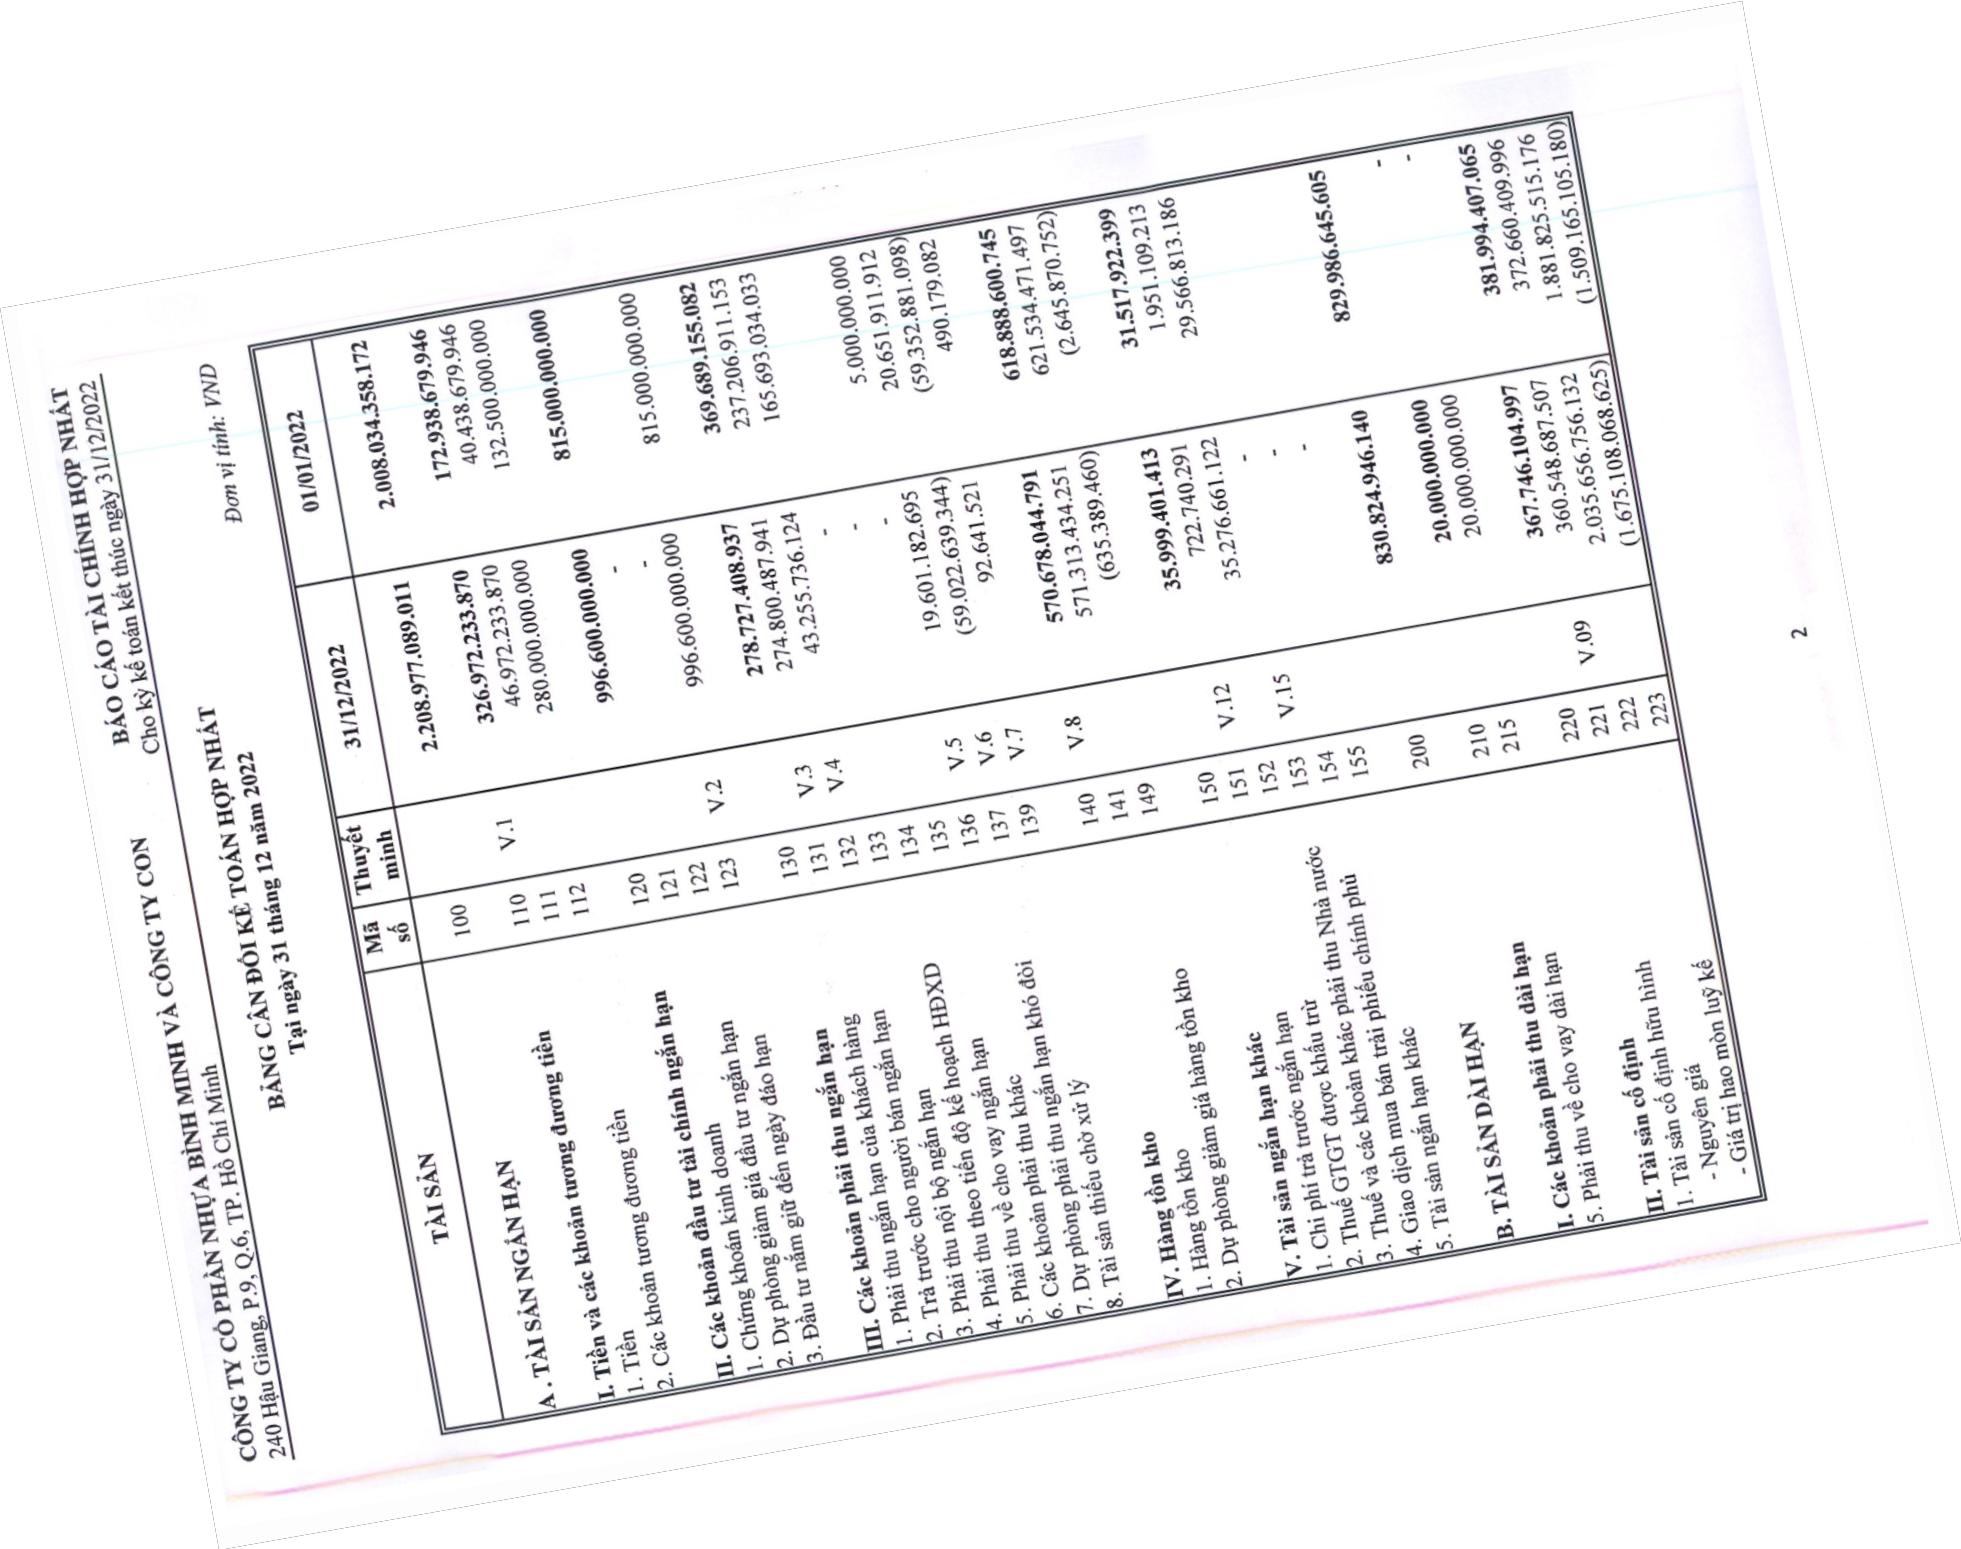 CÔNG TY CỔ PHẦN NHỰA BÌNH MINH VÀ CÔNG TY CON BÁO CÁO TÀI CHÍNH HỢP NHẤT
240 Hậu Giang, P.9, Q.6, TP. Hồ Chí Minh Cho kỳ kế toán kết thúc ngày 31/12/2022
BẢNG CÂN ĐỐI KẾ TOÁN HỢP NHẤT
Tại ngày 31 tháng 12 năm 2022
Đơn vị tính: VND
TÀI SẢN Mã số Thuyết minh 31/12/2022 01/01/2022
A . TÀI SẢN NGẮN HẠN 100 2.208.977.089.011 2.008.034.358.172
I. Tiền và các khoản tương đương tiền 110 V.1 326.972.233.870 172.938.679.946
1. Tiền 111 46.972.233.870 40.438.679.946
2. Các khoản tương đương tiền 112 280.000.000.000 132.500.000.000
II. Các khoản đầu tư tài chính ngắn hạn 120 996.600.000.000 815.000.000.000
1. Chứng khoán kinh doanh 121 -
2. Dự phòng giảm giá đầu tư ngắn hạn 122 -
3. Đầu tư nắm giữ đến ngày đáo hạn 123 V.2 996.600.000.000 815.000.000.000
III. Các khoản phải thu ngắn hạn 130 278.727.408.937 369.689.155.082
1. Phải thu ngắn hạn của khách hàng 131 V.3 274.800.487.941 237.206.911.153
2. Trả trước cho người bán ngắn hạn 132 V.4 43.255.736.124 165.693.034.033
3. Phải thu nội bộ ngắn hạn 133 -
4. Phải thu theo tiến độ kế hoạch HĐXD 134 -
5. Phải thu về cho vay ngắn hạn 135 - 5.000.000.000
6. Các khoản phải thu khác 136 V.5 19.601.182.695 20.651.911.912
7. Dự phòng phải thu ngắn hạn khó đòi 137 V.6 (59.022.639.344) (59.352.881.098)
8. Tài sản thiếu chờ xử lý 139 V.7 92.641.521 490.179.082
IV. Hàng tồn kho 140 V.8 570.678.044.791 618.888.600.745
1. Hàng tồn kho 141 571.313.434.251 621.534.471.497
2. Dự phòng giảm giá hàng tồn kho 149 (635.389.460) (2.645.870.752)
V. Tài sản ngắn hạn khác 150 35.999.401.413 31.517.922.399
1. Chi phí trả trước ngắn hạn 151 V.12 722.740.291 1.951.109.213
2. Thuế GTGT được khấu trừ 152 35.276.661.122 29.566.813.186
3. Thuế và các khoản khác phải thu Nhà nước 153 V.15 -
4. Giao dịch mua bán trái phiếu chính phủ 154 -
5. Tài sản ngắn hạn khác 155 -
B. TÀI SẢN DÀI HẠN 200 830.824.946.140 829.986.645.605
I. Các khoản phải thu dài hạn 210 20.000.000.000 -
5. Phải thu về cho vay dài hạn 215 20.000.000.000 -
II. Tài sản cố định 220 367.746.104.997 381.994.407.065
1. Tài sản cố định hữu hình 221 V.09 360.548.687.507 372.660.409.996
- Nguyên giá 222 2.035.656.756.132 1.881.825.515.176
- Giá trị hao mòn luỹ kế 223 (1.675.108.068.625) (1.509.165.105.180)
2